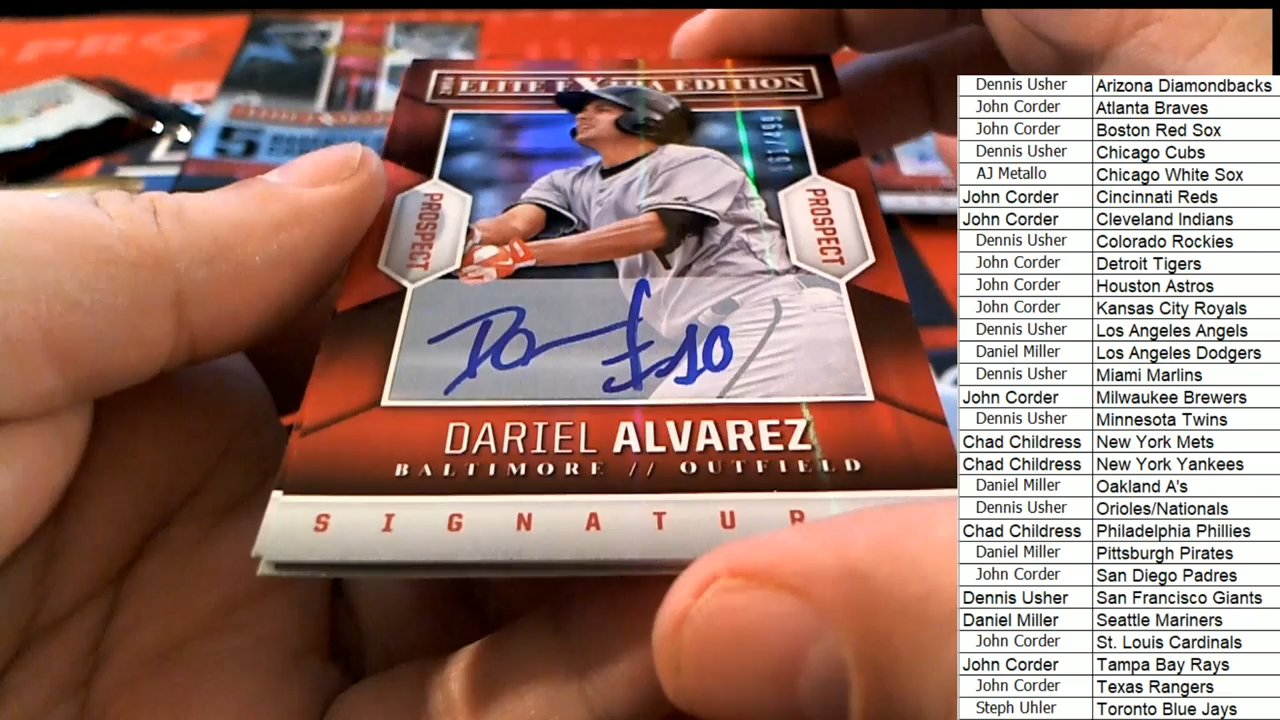 PRO
5
ELITE EXTRA EDITION
PROSPECT
PROSPECT
DARIEL ALVAREZ
BALTIMORE // OUTFIELD
SIGNATUR
Dennis Usher Arizona Diamondbacks
John Corder Atlanta Braves
John Corder Boston Red Sox
Dennis Usher Chicago Cubs
AJ Metallo Chicago White Sox
John Corder Cincinnati Reds
John Corder Cleveland Indians
Dennis Usher Colorado Rockies
John Corder Detroit Tigers
John Corder Houston Astros
John Corder Kansas City Royals
Dennis Usher Los Angeles Angels
Daniel Miller Los Angeles Dodgers
Dennis Usher Miami Marlins
John Corder Milwaukee Brewers
Dennis Usher Minnesota Twins
Chad Childress New York Mets
Chad Childress New York Yankees
Daniel Miller Oakland A's
Dennis Usher Orioles/Nationals
Chad Childress Philadelphia Phillies
Daniel Miller Pittsburgh Pirates
John Corder San Diego Padres
Dennis Usher San Francisco Giants
Daniel Miller Seattle Mariners
John Corder St. Louis Cardinals
John Corder Tampa Bay Rays
John Corder Texas Rangers
Steph Uhler Toronto Blue Jays